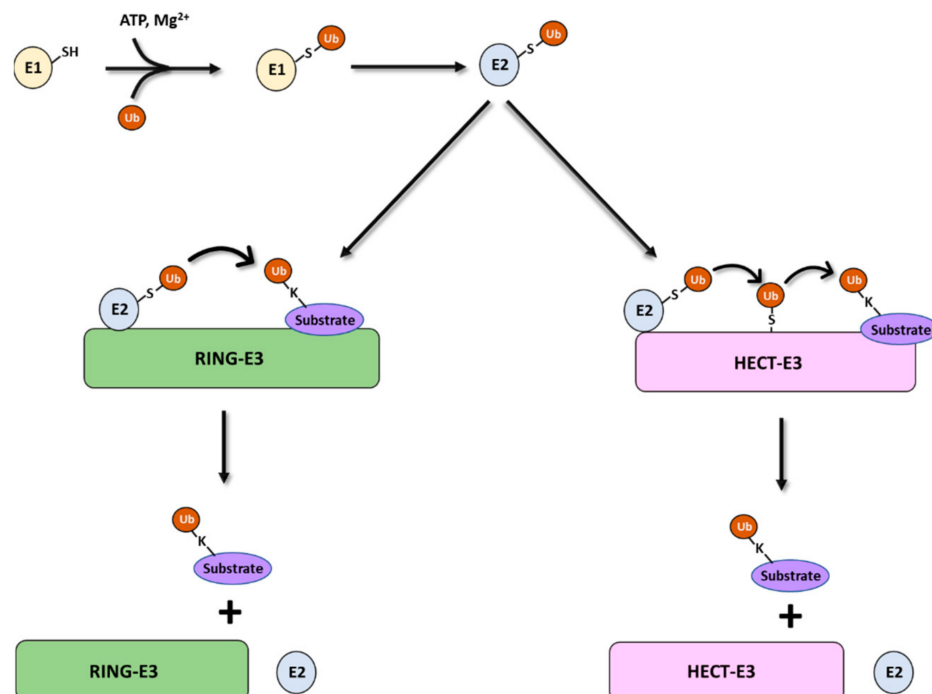 ATP, Mg²⁺
E1
SH
Ub
E1
S
Ub
E2
S
Ub
E2
S
Ub
Ub
K
Substrate
RING-E3
E2
S
Ub
Ub
S
Ub
K
Substrate
HECT-E3
Ub
K
Substrate
+
RING-E3
E2
Ub
K
Substrate
+
HECT-E3
E2